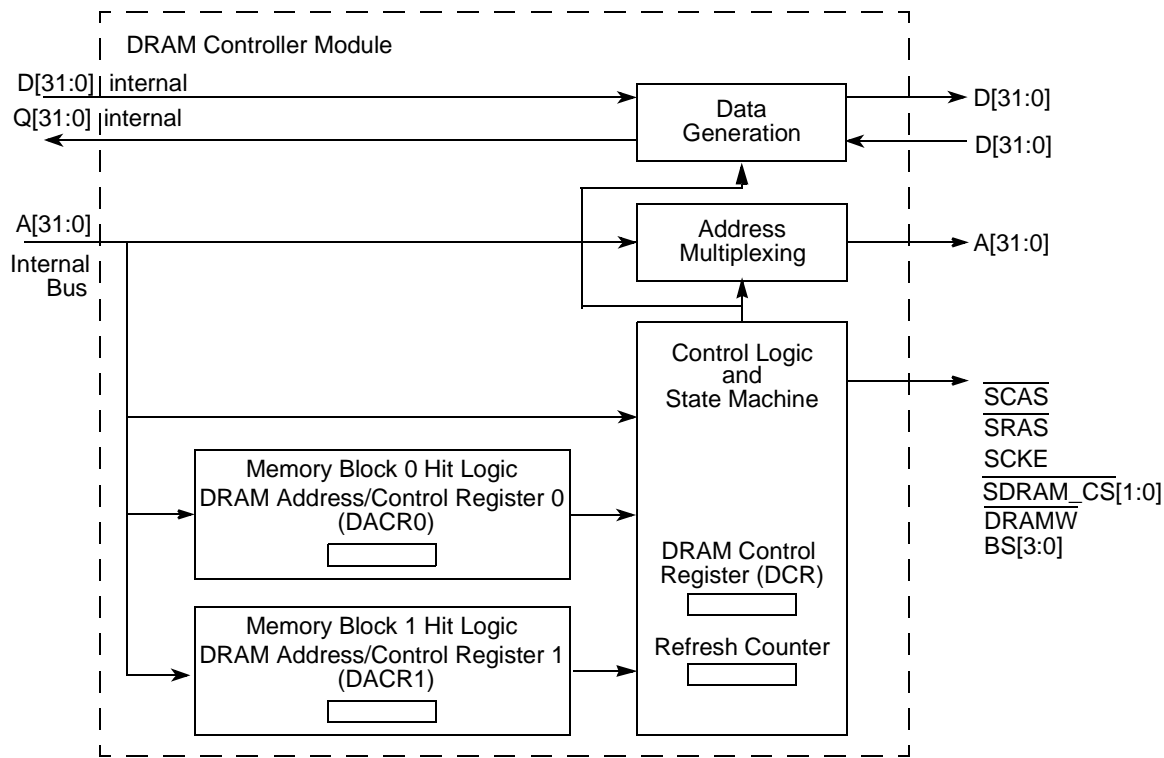 DRAM Controller Module
D[31:0] internal
Q[31:0] internal
Data
Generation
D[31:0]
D[31:0]
A[31:0]
Internal
Bus
Address
Multiplexing
A[31:0]
Control Logic
and
State Machine
SCAS
SRAS
SCKE
SDRAM_CS[1:0]
DRAMW
BS[3:0]
Memory Block 0 Hit Logic
DRAM Address/Control Register 0
(DACR0)
DRAM Control
Register (DCR)
Memory Block 1 Hit Logic
DRAM Address/Control Register 1
(DACR1)
Refresh Counter